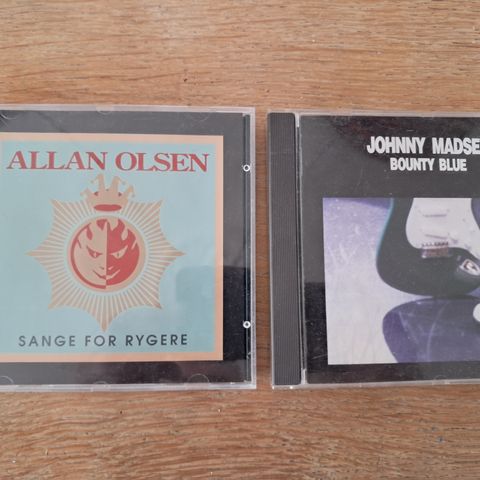 ALLAN OLSEN
SANGE FOR RYGERE
JOHNNY MADSE
BOUNTY BLUE